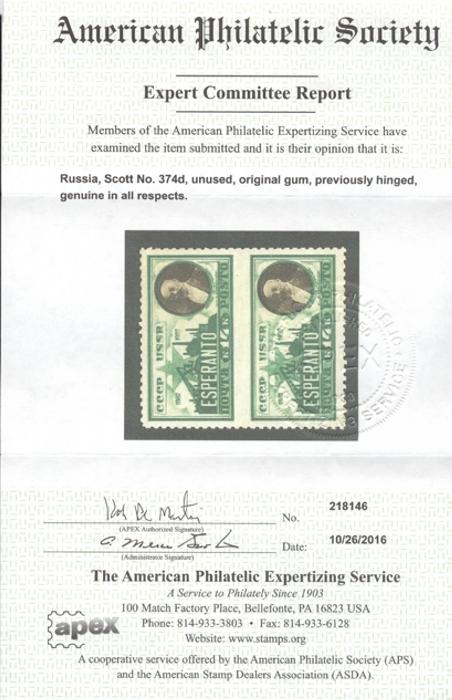 American Philatelic Society
Expert Committee Report
Members of the American Philatelic Expertizing Service have
examined the item submitted and it is their opinion that it is:
Russia, Scott No. 374d, unused, original gum, previously hinged,
genuine in all respects.
CCCP USSR
ESPERANTO
14 К POSTO
CCCP USSR
ESPERANTO
14 К POSTO
SERVICE
(APEX Authorized Signature)
No. 218146
(Administrator Signature)
Date: 10/26/2016
The American Philatelic Expertizing Service
A Service to Philately Since 1903
100 Match Factory Place, Bellefonte, PA 16823 USA
Phone: 814-933-3803 • Fax: 814-933-6128
Website: www.stamps.org
apex
A cooperative service offered by the American Philatelic Society (APS)
and the American Stamp Dealers Association (ASDA).